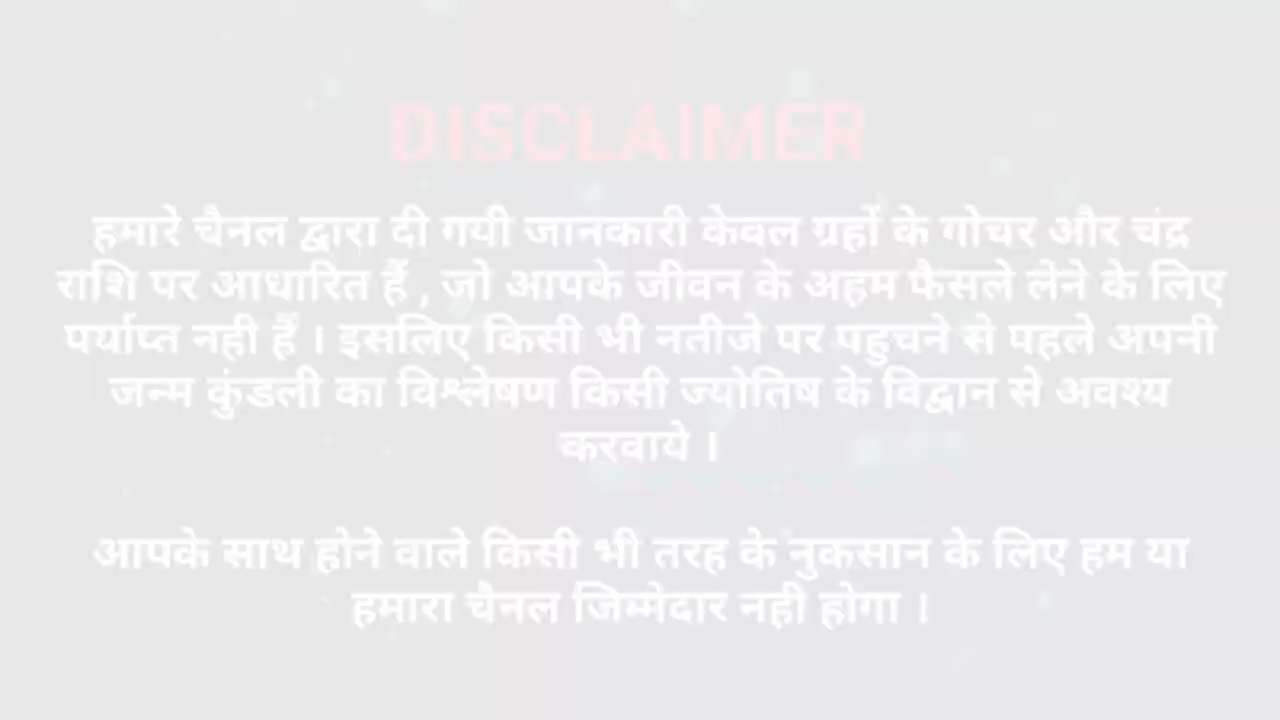 DISCLAIMER
हमारे चैनल द्वारा दी गयी जानकारी केवल ग्रहों के गोचर और चंद्र
राशि पर आधारित हैं , जो आपके जीवन के अहम फैसले लेने के लिए
पर्याप्त नही हैं । इसलिए किसी भी नतीजे पर पहुचने से पहले अपनी
जन्म कुंडली का विश्लेषण किसी ज्योतिष के विद्वान से अवश्य
करवाये ।
आपके साथ होने वाले किसी भी तरह के नुकसान के लिए हम या
हमारा चैनल जिम्मेदार नही होगा ।